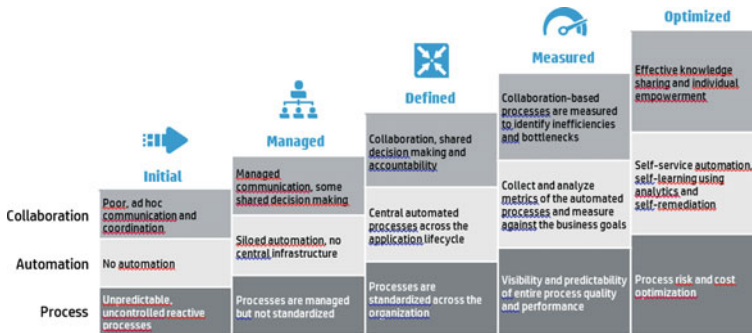 Initial
Managed
Defined
Measured
Optimized
Collaboration
Poor, ad hoc
communication and
coordination
Managed
communication, some
shared decision making
Collaboration, shared
decision making and
accountability
Collaboration-based
processes are measured
to identify inefficiencies
and bottlenecks
Effective knowledge
sharing and individual
empowerment
Automation
No automation
Siloed automation, no
central infrastructure
Central automated
processes across the
application lifecycle
Collect and analyze
metrics of the automated
processes and measure
against the business goals
Self-service automation,
self-learning using
analytics and
self-remediation
Process
Unpredictable,
uncontrolled reactive
processes
Processes are managed
but not standardized
Processes are
standardized across the
organization
Visibility and predictability
of entire process quality
and performance
Process risk and cost
optimization